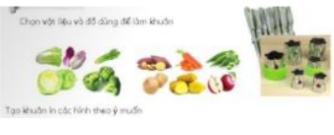 Chọn vật liệu và đồ dùng để làm khuôn
Tạo khuôn in các hình theo ý muốn